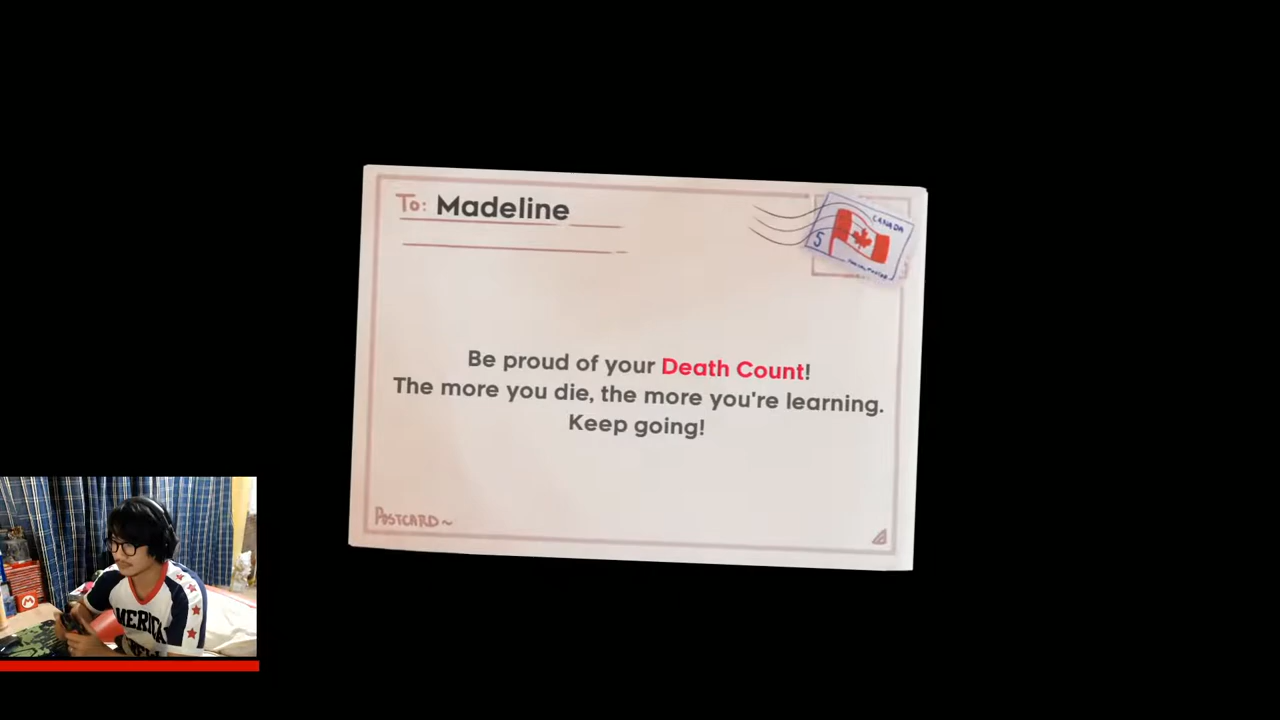 To: Madeline
CANADA
5
Be proud of your Death Count!
The more you die, the more you're learning.
Keep going!
POSTCARD~